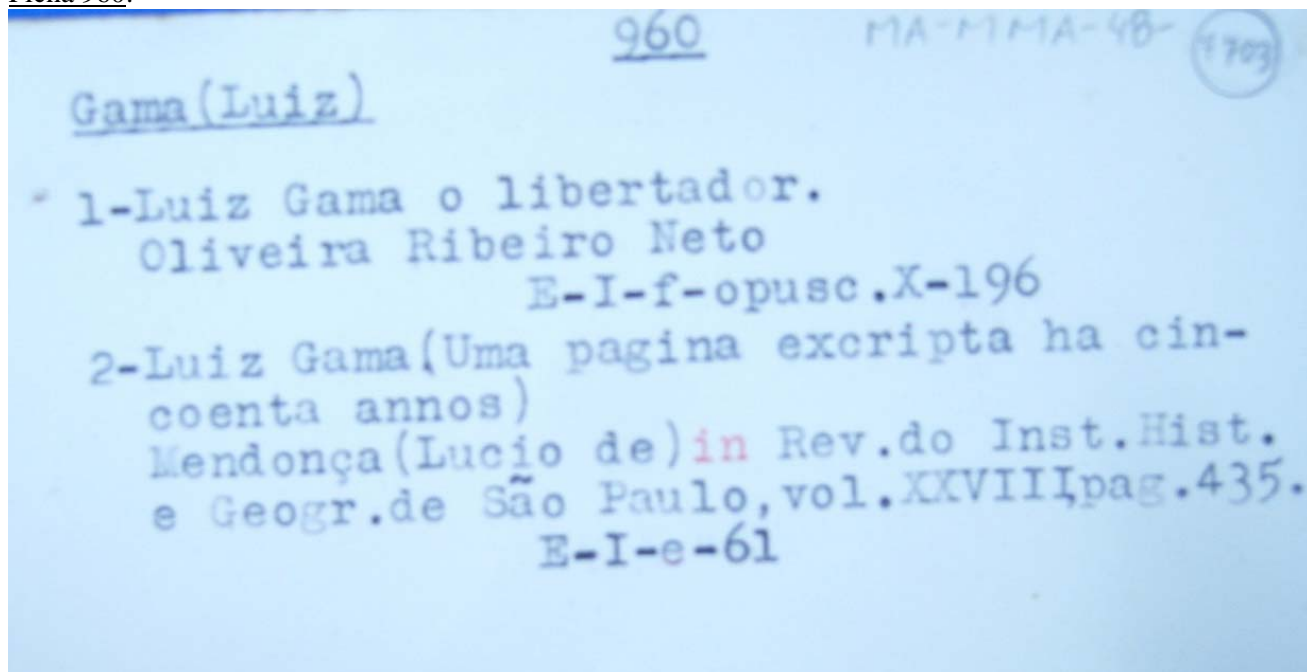 Ficha 960:
960 MA-MMA-48- 1703
Gama(Luiz)
1-Luiz Gama o libertador.
Oliveira Ribeiro Neto
E-I-f-opusc.X-196
2-Luiz Gama(Uma pagina excripta ha cin-
coenta annos)
Mendonça(Lucio de)in Rev.do Inst.Hist.
e Geogr.de São Paulo,vol.XXVIII,pag.435.
E-I-e-61